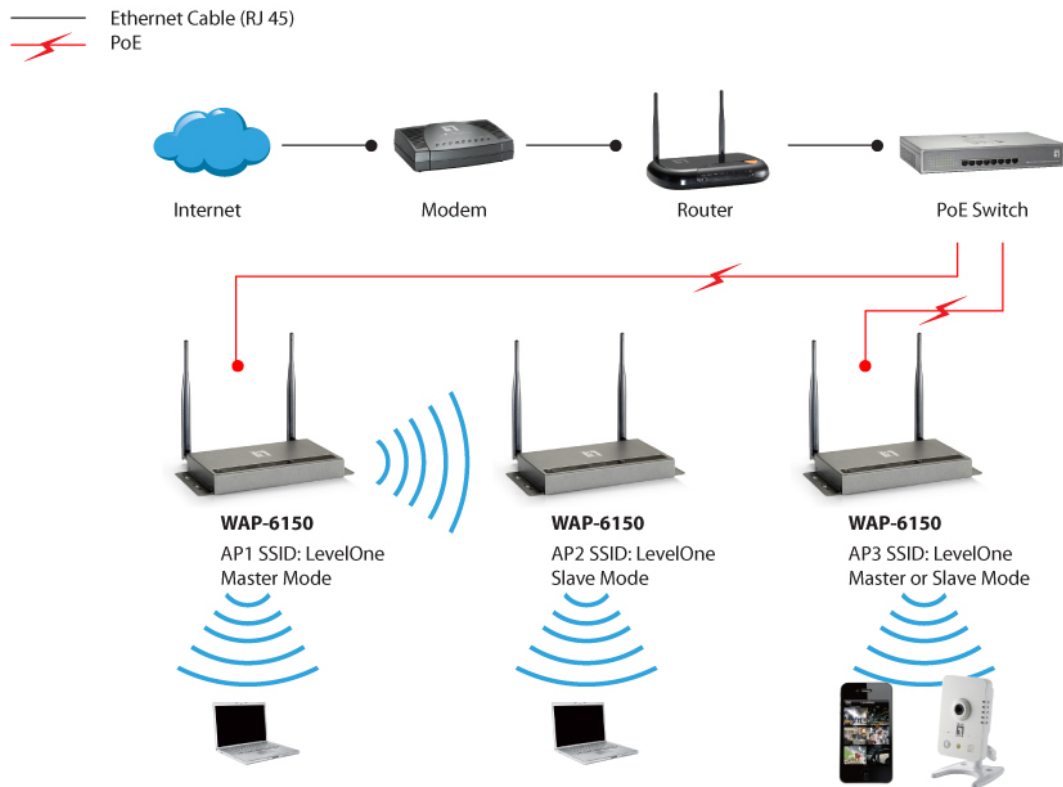 Ethernet Cable (RJ 45)
PoE
Internet
Modem
Router
PoE Switch
WAP-6150
AP1 SSID: LevelOne
Master Mode
WAP-6150
AP2 SSID: LevelOne
Slave Mode
WAP-6150
AP3 SSID: LevelOne
Master or Slave Mode